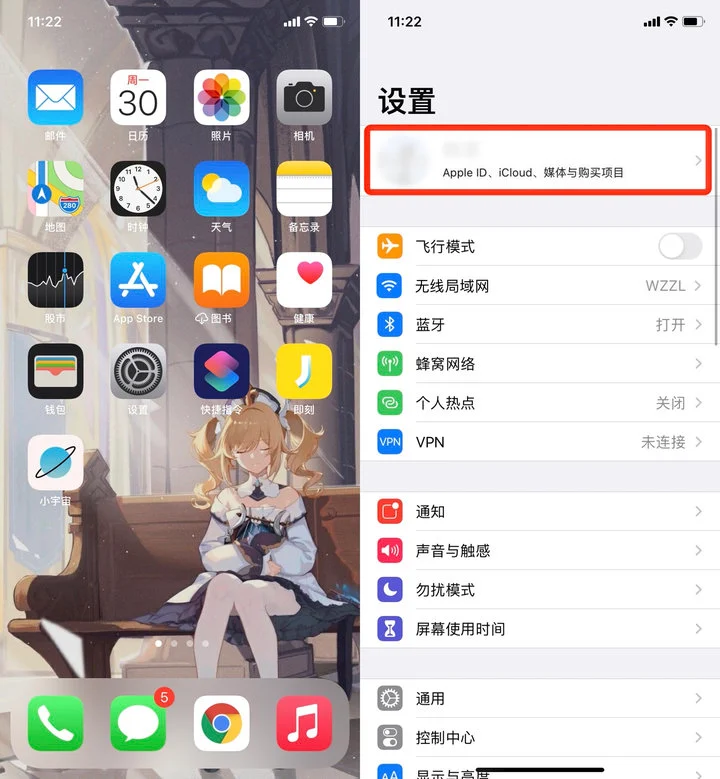 11:22
周一
30
邮件
日历
照片
相机
280
12
地图
时钟
天气
备忘录
股市
App Store
图书
健康
钱包
设置
快捷指令
即刻
小宇宙
5
11:22
设置
Apple ID、iCloud、媒体与购买项目
飞行模式
无线局域网 WZZL
蓝牙 打开
蜂窝网络
个人热点 关闭
VPN VPN 未连接
通知
声音与触感
勿扰模式
屏幕使用时间
通用
控制中心
AA 显示与亮度